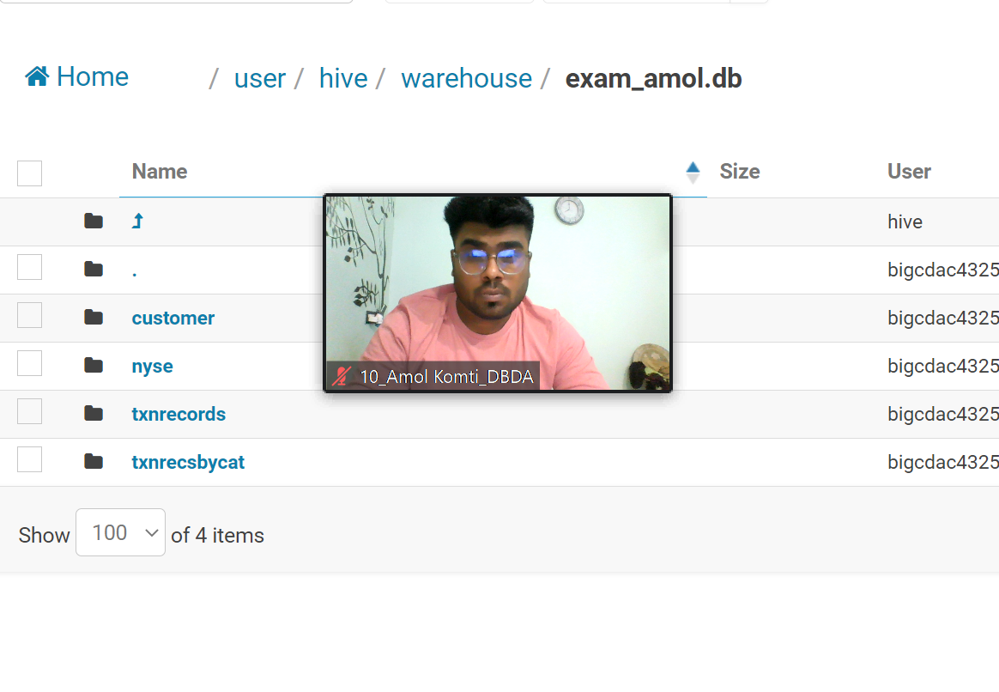 Home / user / hive / warehouse / exam_amol.db
Name Size User
hive
. bigcdac4325
customer bigcdac4325
nyse bigcdac4325
10_Amol Komti_DBDA
txnrecords bigcdac4325
txnrecsbycat bigcdac4325
Show 100 of 4 items